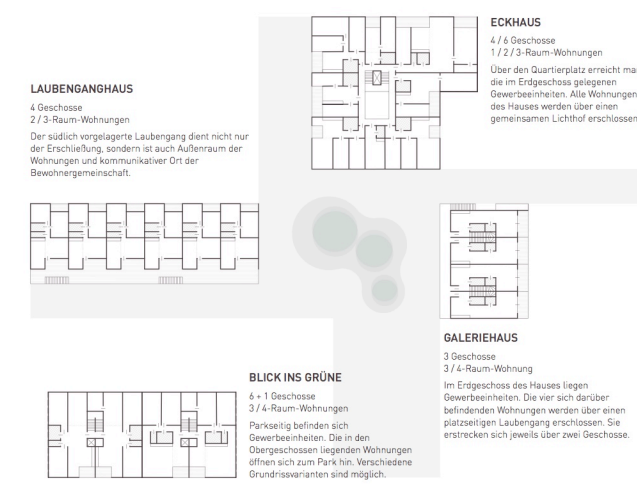 ECKHAUS
4 / 6 Geschosse
1 / 2 / 3-Raum-Wohnungen
Über den Quartierplatz erreicht
die im Erdgeschoss gelegenen
Gewerbeeinheiten. Alle Wohnungen
des Hauses werden über einen
gemeinsamen Lichthof erschlossen
LAUBENGANGHAUS
4 Geschosse
2 / 3-Raum-Wohnungen
Der südlich vorgelagerte Laubengang dient nicht nur
der Erschließung, sondern ist auch Außenraum der
Wohnungen und kommunikativer Ort der
Bewohnergemeinschaft.
GALERIEHAUS
3 Geschosse
3 / 4-Raum-Wohnung
Im Erdgeschoss des Hauses liegen
Gewerbeeinheiten. Die vier sich darüber
befindenden Wohnungen werden über einen
platzseitigen Laubengang erschlossen. Sie
erstrecken sich jeweils über zwei Geschosse.
BLICK INS GRÜNE
6 + 1 Geschosse
3 / 4-Raum-Wohnungen
Parkseitig befinden sich
Gewerbeeinheiten. Die in den
Obergeschossen liegenden Wohnungen
öffnen sich zum Park hin. Verschiedene
Grundrissvarianten sind möglich.